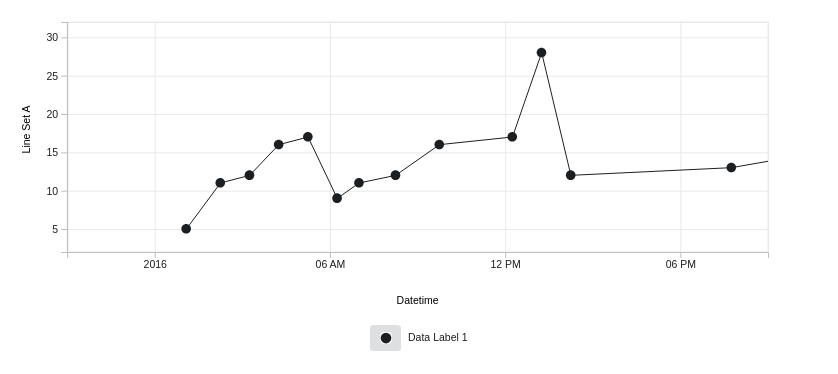 30
25
20
15
10
5
Line Set A
2016
06 AM
12 PM
06 PM
Datetime
Data Label 1